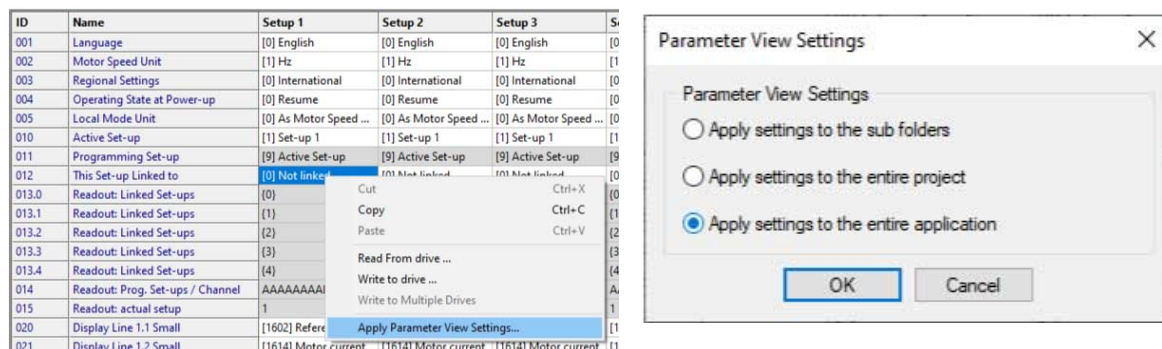 ID Name Setup 1 Setup 2 Setup 3
001 Language [0] English [0] English [0] English
002 Motor Speed Unit [1] Hz [1] Hz [1] Hz
003 Regional Settings [0] International [0] International [0] International
004 Operating State at Power-up [0] Resume [0] Resume [0] Resume
005 Local Mode Unit [0] As Motor Speed ... [0] As Motor Speed ... [0] As Motor Speed ...
010 Active Set-up [1] Set-up 1 [1] Set-up 1 [1] Set-up 1
011 Programming Set-up [9] Active Set-up [9] Active Set-up [9] Active Set-up
012 This Set-up Linked to [0] Not linked [0] Not linked [0] Not linked
013.0 Readout: Linked Set-ups {0}
013.1 Readout: Linked Set-ups {1}
013.2 Readout: Linked Set-ups {2}
013.3 Readout: Linked Set-ups {3}
013.4 Readout: Linked Set-ups {4}
014 Readout: Prog. Set-ups / Channel
015 Readout: actual setup 1
020 Display Line 1.1 Small [1602]
021 Display Line 1.2 Small [1614] Motor current [1614] Motor current [1614] Motor current
Cut Ctrl+X
Copy Ctrl+C
Paste Ctrl+V
Read From drive ...
Write to drive ...
Write to Multiple Drives
Apply Parameter View Settings...
Parameter View Settings
Parameter View Settings
Apply settings to the sub folders
Apply settings to the entire project
Apply settings to the entire application
OK Cancel